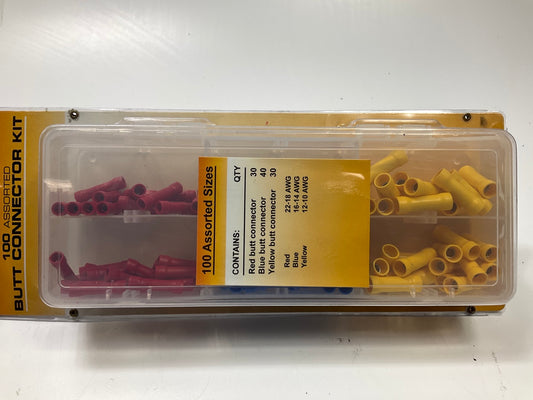 100 ASSORTED
BUTT CONNECTOR KIT
100 Assorted Sizes
CONTAINS: QTY
Red butt connector 30
Blue butt connector 40
Yellow butt connector 30
Red 22-18 AWG
Blue 16-14 AWG
Yellow 12-10 AWG